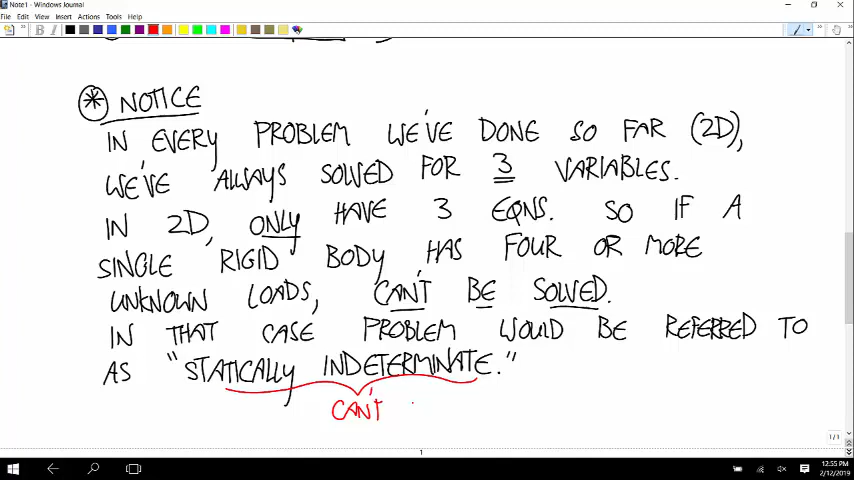 Note1 - Windows Journal
File Edit View Insert Actions Tools Help
B I
* NOTICE
IN EVERY PROBLEM WE'VE DONE SO FAR (2D),
WE'VE ALWAYS SOLVED FOR 3 VARIABLES.
IN 2D, ONLY HAVE 3 EQNS. SO IF A
SINGLE RIGID BODY HAS FOUR OR MORE
UNKNOWN LOADS, CAN'T BE SOLVED.
IN THAT CASE PROBLEM WOULD BE REFERRED TO
AS "STATICALLY INDETERMINATE."
CAN'T
1/1
1
12:55 PM
2/12/2019